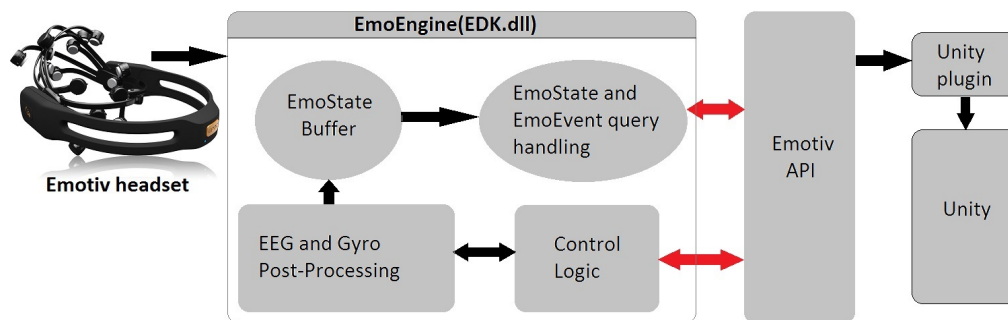 EmoEngine(EDK.dll)
EmoState
Buffer
EmoState and
EmoEvent query
handling
Emotiv
API
Unity
plugin
Emotiv headset
EEG and Gyro
Post-Processing
Control
Logic
Unity